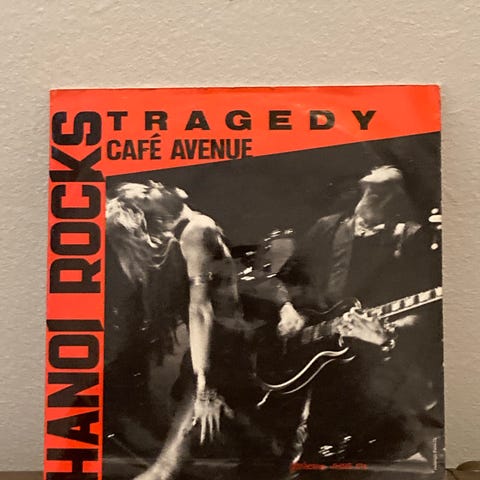 HANOI ROCKS
TRAGEDY
CAFÉ AVENUE